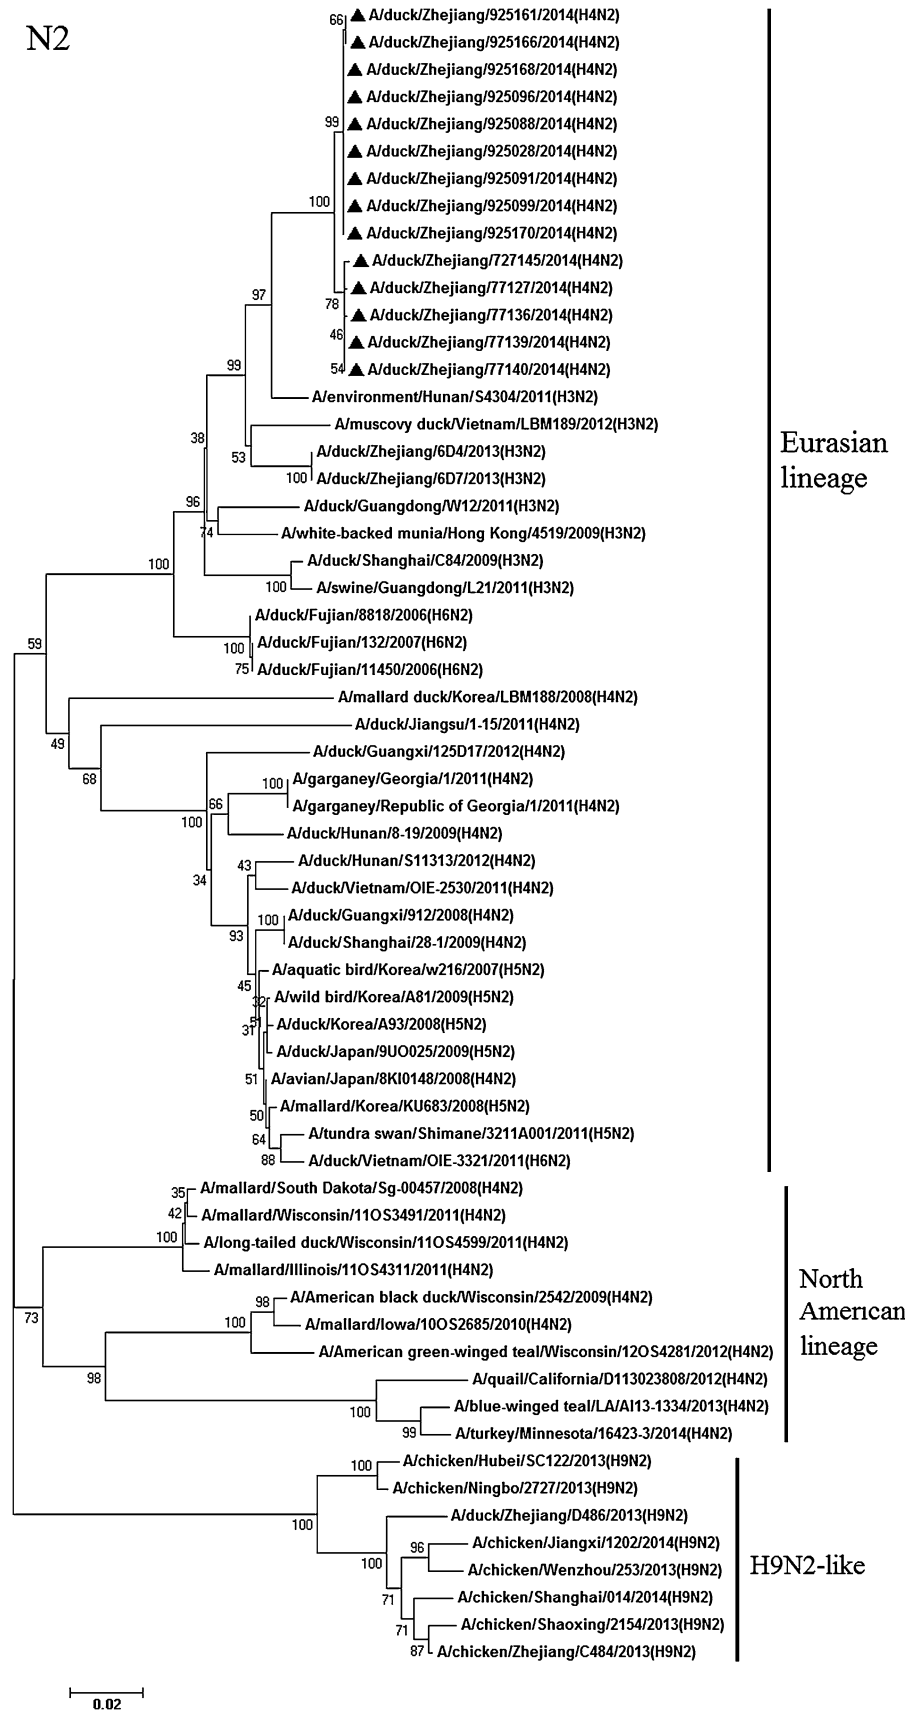 N2
66
A/duck/Zhejiang/925161/2014(H4N2)
A/duck/Zhejiang/925166/2014(H4N2)
A/duck/Zhejiang/925168/2014(H4N2)
A/duck/Zhejiang/925096/2014(H4N2)
99
A/duck/Zhejiang/925088/2014(H4N2)
A/duck/Zhejiang/925028/2014(H4N2)
A/duck/Zhejiang/925091/2014(H4N2)
100
A/duck/Zhejiang/925099/2014(H4N2)
A/duck/Zhejiang/925170/2014(H4N2)
A/duck/Zhejiang/727145/2014(H4N2)
97
A/duck/Zhejiang/77127/2014(H4N2)
78
A/duck/Zhejiang/77136/2014(H4N2)
46
A/duck/Zhejiang/77139/2014(H4N2)
99
54
A/duck/Zhejiang/77140/2014(H4N2)
A/environment/Hunan/S4304/2011(H3N2)
A/muscovy duck/Vietnam/LBM189/2012(H3N2)
38
53
A/duck/Zhejiang/6D4/2013(H3N2)
100
A/duck/Zhejiang/6D7/2013(H3N2)
Eurasian
lineage
96
A/duck/Guangdong/W12/2011(H3N2)
74
A/white-backed munia/Hong Kong/4519/2009(H3N2)
100
A/duck/Shanghai/C84/2009(H3N2)
100
A/swine/Guangdong/L21/2011(H3N2)
A/duck/Fujian/8818/2006(H6N2)
59
100
A/duck/Fujian/132/2007(H6N2)
75
A/duck/Fujian/11450/2006(H6N2)
A/mallard duck/Korea/LBM188/2008(H4N2)
49
A/duck/Jiangsu/1-15/2011(H4N2)
68
A/duck/Guangxi/125D17/2012(H4N2)
100
A/garganey/Georgia/1/2011(H4N2)
66
A/garganey/Republic of Georgia/1/2011(H4N2)
100
A/duck/Hunan/8-19/2009(H4N2)
43
A/duck/Hunan/S11313/2012(H4N2)
34
A/duck/Vietnam/OIE-2530/2011(H4N2)
100
A/duck/Guangxi/912/2008(H4N2)
93
A/duck/Shanghai/28-1/2009(H4N2)
A/aquatic bird/Korea/w216/2007(H5N2)
45
32
A/wild bird/Korea/A81/2009(H5N2)
51
31
A/duck/Korea/A93/2008(H5N2)
A/duck/Japan/9UO025/2009(H5N2)
51
A/avian/Japan/8KI0148/2008(H4N2)
50
A/mallard/Korea/KU683/2008(H5N2)
64
A/tundra swan/Shimane/3211A001/2011(H5N2)
88
A/duck/Vietnam/OIE-3321/2011(H6N2)
35
A/mallard/South Dakota/Sg-00457/2008(H4N2)
42
A/mallard/Wisconsin/11OS3491/2011(H4N2)
100
A/long-tailed duck/Wisconsin/11OS4599/2011(H4N2)
A/mallard/Illinois/11OS4311/2011(H4N2)
73
98
A/American black duck/Wisconsin/2542/2009(H4N2)
100
A/mallard/Iowa/10OS2685/2010(H4N2)
North
American
lineage
A/American green-winged teal/Wisconsin/12OS4281/2012(H4N2)
98
A/quail/California/D113023808/2012(H4N2)
100
A/blue-winged teal/LA/AI13-1334/2013(H4N2)
99
A/turkey/Minnesota/16423-3/2014(H4N2)
100
A/chicken/Hubei/SC122/2013(H9N2)
A/chicken/Ningbo/2727/2013(H9N2)
100
A/duck/Zhejiang/D486/2013(H9N2)
96
A/chicken/Jiangxi/1202/2014(H9N2)
100
A/chicken/Wenzhou/253/2013(H9N2)
H9N2-like
71
A/chicken/Shanghai/014/2014(H9N2)
71
A/chicken/Shaoxing/2154/2013(H9N2)
87
A/chicken/Zhejiang/C484/2013(H9N2)
0.02